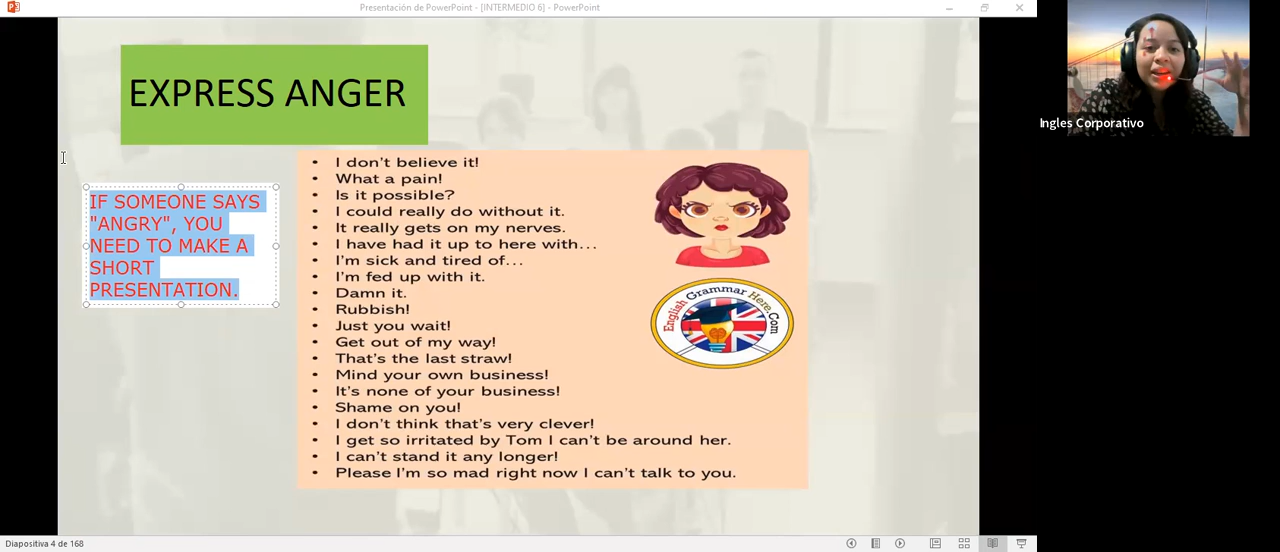 Presentación de PowerPoint - [INTERMEDIO 6] - PowerPoint
EXPRESS ANGER
IF SOMEONE SAYS
"ANGRY", YOU
NEED TO MAKE A
SHORT
PRESENTATION.
• I don't believe it!
• What a pain!
• Is it possible?
• I could really do without it.
• It really gets on my nerves.
• I have had it up to here with...
• I'm sick and tired of...
• I'm fed up with it.
• Damn it.
• Rubbish!
• Just you wait!
• Get out of my way!
• That's the last straw!
• Mind your own business!
• It's none of your business!
• Shame on you!
• I don't think that's very clever!
• I get so irritated by Tom I can't be around her.
• I can't stand it any longer!
• Please I'm so mad right now I can't talk to you.
English Grammar Here.Com
Ingles Corporativo
Diapositiva 4 de 168